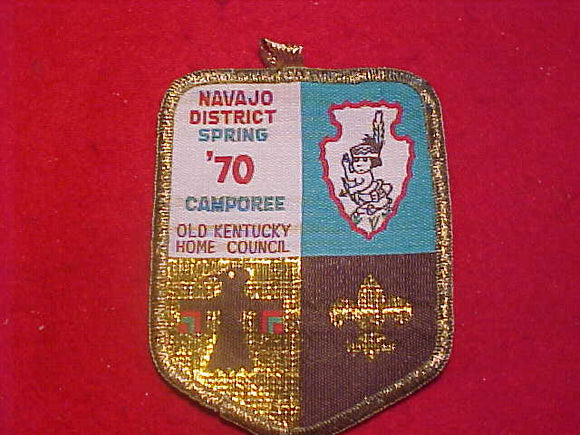 NAVAJO
DISTRICT
SPRING
'70
CAMPOREE
OLD KENTUCKY
HOME COUNCIL